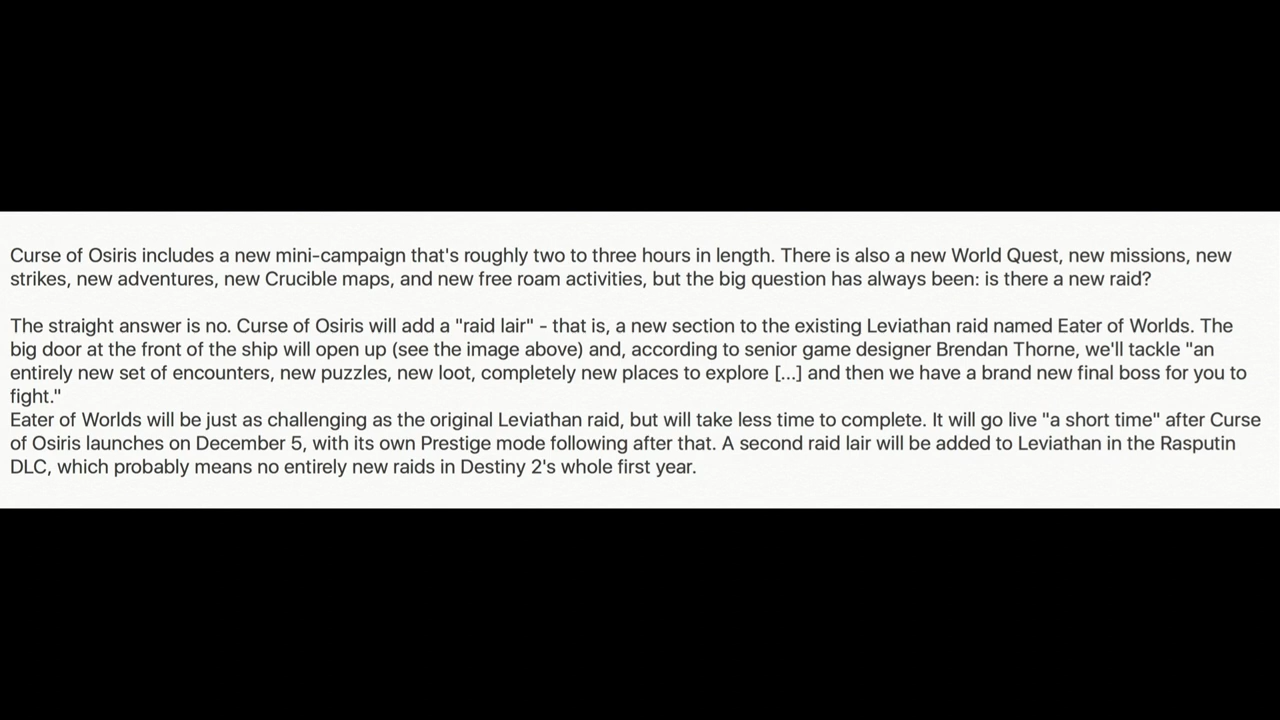 Curse of Osiris includes a new mini-campaign that's roughly two to three hours in length. There is also a new World Quest, new missions, new
strikes, new adventures, new Crucible maps, and new free roam activities, but the big question has always been: is there a new raid?
The straight answer is no. Curse of Osiris will add a "raid lair" - that is, a new section to the existing Leviathan raid named Eater of Worlds. The
big door at the front of the ship will open up (see the image above) and, according to senior game designer Brendan Thorne, we'll tackle "an
entirely new set of encounters, new puzzles, new loot, completely new places to explore [...] and then we have a brand new final boss for you to
fight."
Eater of Worlds will be just as challenging as the original Leviathan raid, but will take less time to complete. It will go live "a short time" after Curse
of Osiris launches on December 5, with its own Prestige mode following after that. A second raid lair will be added to Leviathan in the Rasputin
DLC, which probably means no entirely new raids in Destiny 2's whole first year.